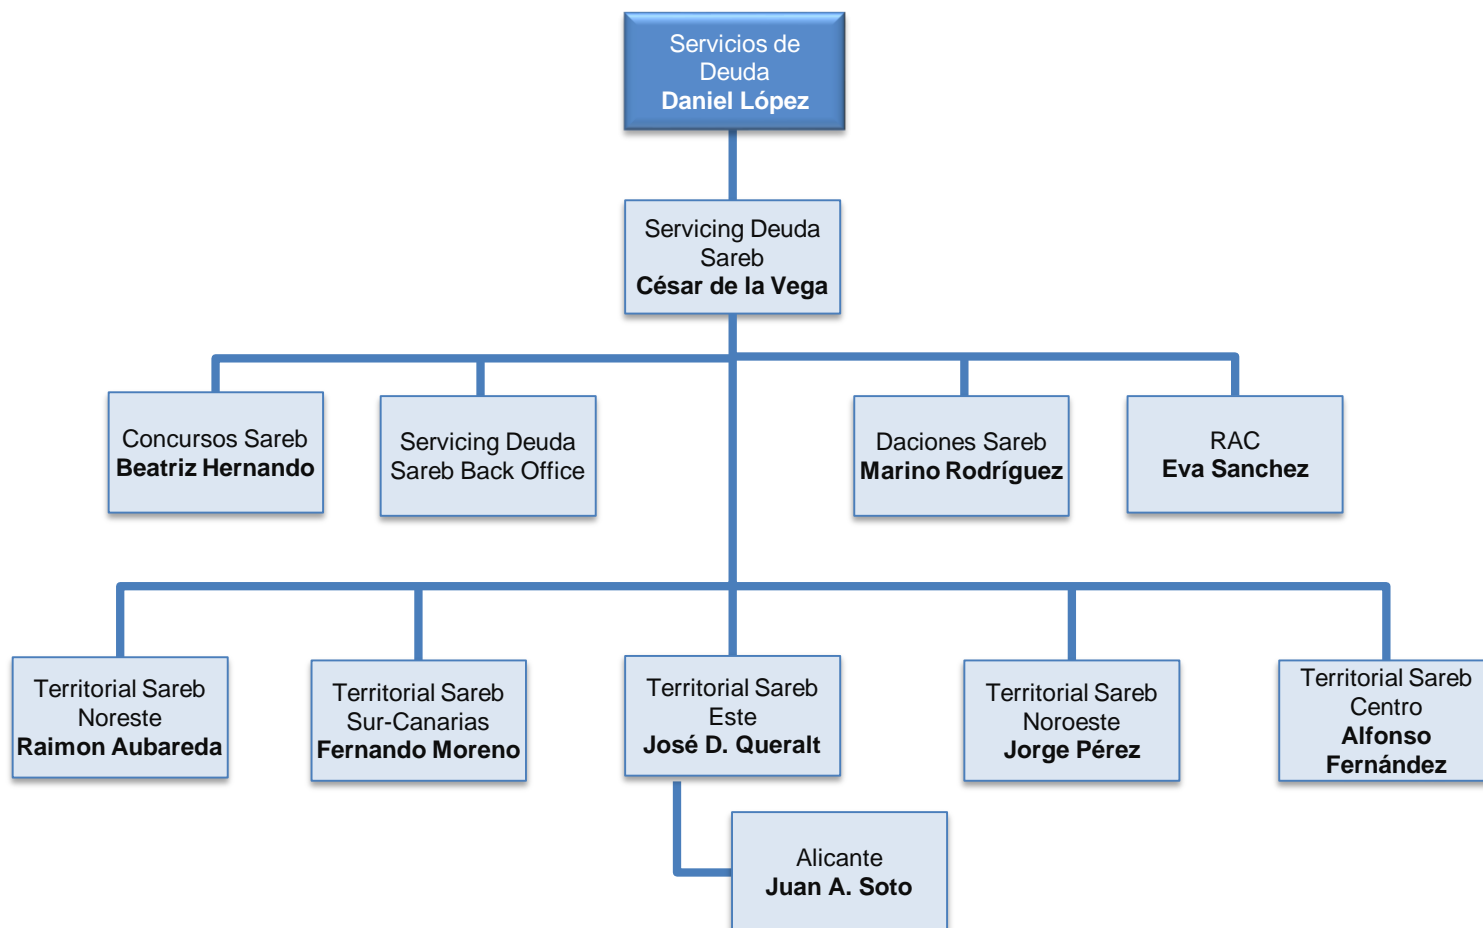 Servicios de
Deuda
Daniel López
Servicing Deuda
Sareb
César de la Vega
Concursos Sareb
Beatriz Hernando
Servicing Deuda
Sareb Back Office
Daciones Sareb
Marino Rodríguez
RAC
Eva Sanchez
Territorial Sareb
Noreste
Raimon Aubareda
Territorial Sareb
Sur-Canarias
Fernando Moreno
Territorial Sareb
Este
José D. Queralt
Territorial Sareb
Noroeste
Jorge Pérez
Territorial Sareb
Centro
Alfonso
Fernández
Alicante
Juan A. Soto